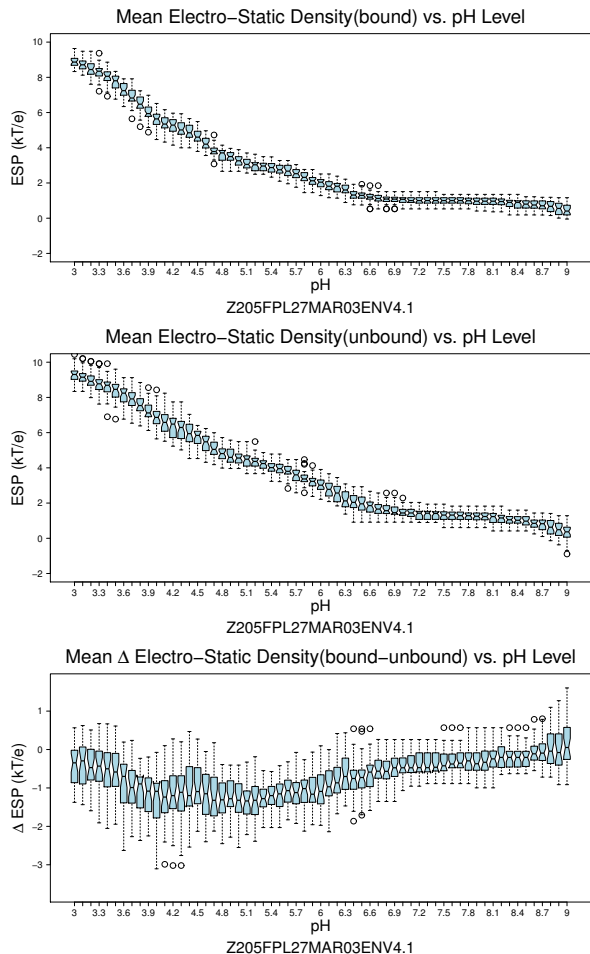 Mean Electro−Static Density(bound) vs. pH Level
ESP (kT/e)
10
8
6
4
2
0
−2
3 3.3 3.6 3.9 4.2 4.5 4.8 5.1 5.4 5.7 6 6.3 6.6 6.9 7.2 7.5 7.8 8.1 8.4 8.7 9
pH
Z205FPL27MAR03ENV4.1
Mean Electro−Static Density(unbound) vs. pH Level
ESP (kT/e)
10
8
6
4
2
0
−2
3 3.3 3.6 3.9 4.2 4.5 4.8 5.1 5.4 5.7 6 6.3 6.6 6.9 7.2 7.5 7.8 8.1 8.4 8.7 9
pH
Z205FPL27MAR03ENV4.1
Mean Δ Electro−Static Density(bound−unbound) vs. pH Level
Δ ESP (kT/e)
1
0
−1
−2
−3
3 3.3 3.6 3.9 4.2 4.5 4.8 5.1 5.4 5.7 6 6.3 6.6 6.9 7.2 7.5 7.8 8.1 8.4 8.7 9
pH
Z205FPL27MAR03ENV4.1